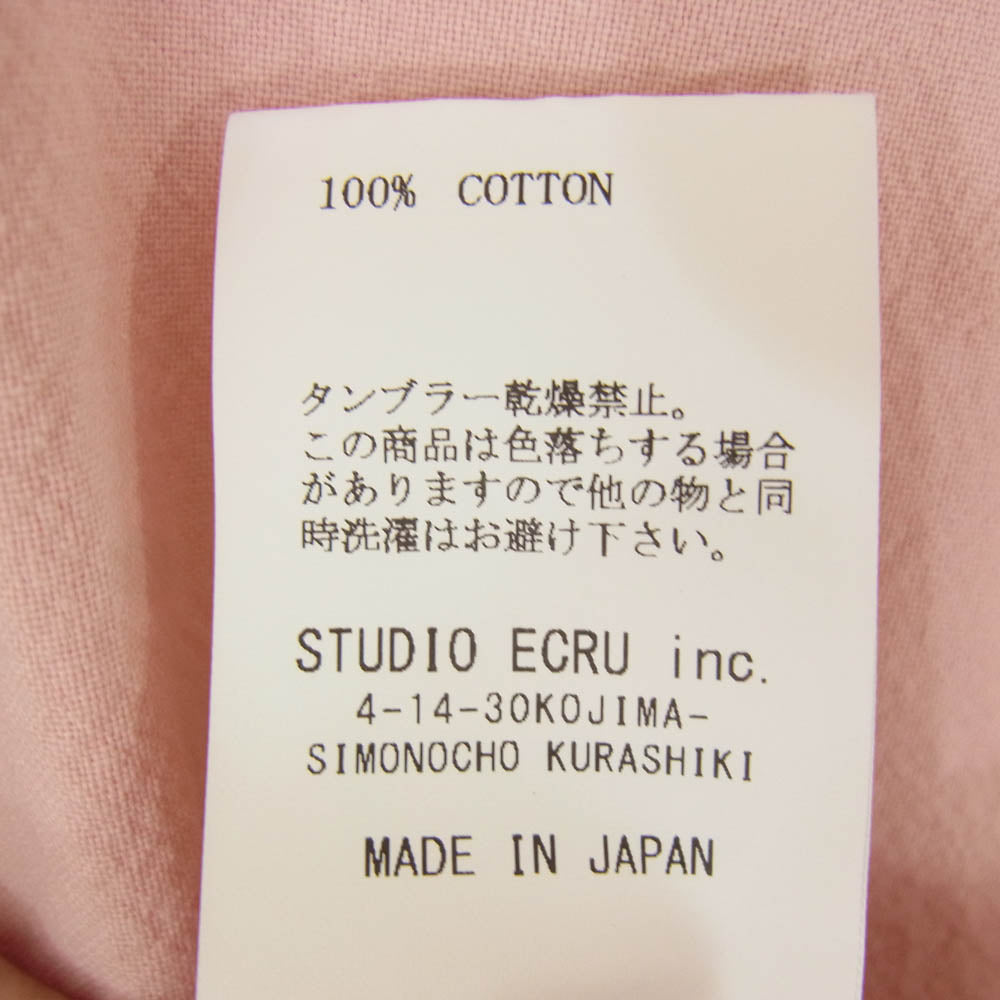 100% COTTON
タンブラー乾燥禁止。
この商品は色落ちする場合
がありますので他の物と同
時洗濯はお避け下さい。
STUDIO ECRU inc.
4-14-30KOJIMA-
SIMONOCHO KURASHIKI
MADE IN JAPAN